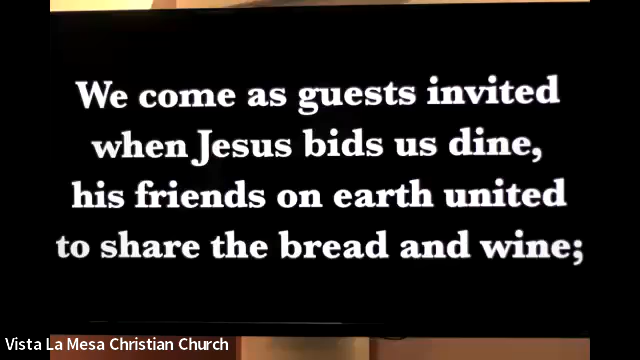 We come as guests invited
when Jesus bids us dine,
his friends on earth united
to share the bread and wine;
Vista La Mesa Christian Church